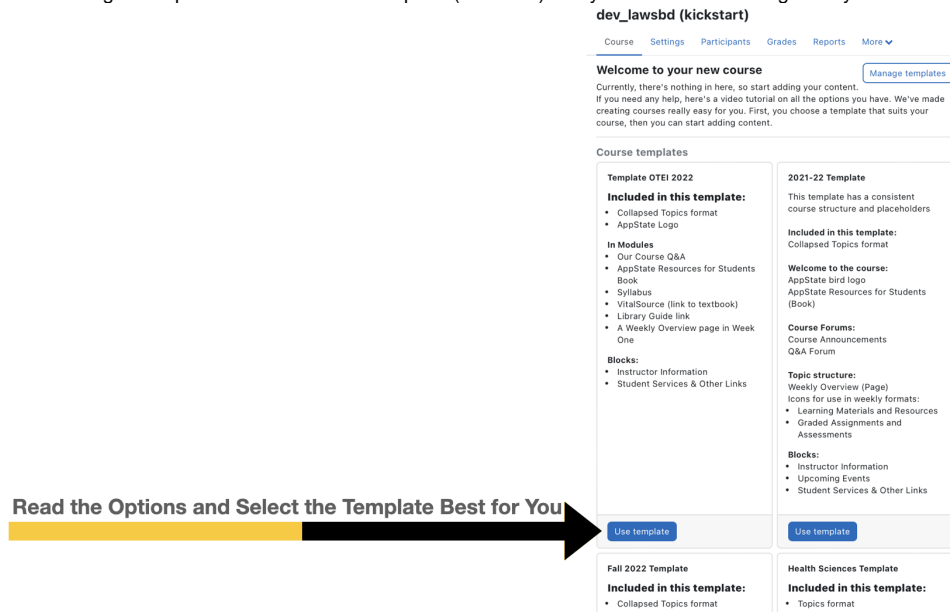 dev_lawsbd (kickstart)
Course Settings Participants Grades Reports More
Welcome to your new course
Manage templates
Currently, there's nothing in here, so start adding your content.
If you need any help, here's a video tutorial on all the options you have. We've made
creating courses really easy for you. First, you choose a template that suits your
course, then you can start adding content.
Course templates
Template OTEI 2022
Included in this template:
• Collapsed Topics format
• AppState Logo
In Modules
• Our Course Q&A
• AppState Resources for Students
Book
• Syllabus
• VitalSource (link to textbook)
• Library Guide link
• A Weekly Overview page in Week
One
Blocks:
• Instructor Information
• Student Services & Other Links
Use template
2021-22 Template
This template has a consistent
course structure and placeholders
Included in this template:
Collapsed Topics format
Welcome to the course:
AppState bird logo
AppState Resources for Students
(Book)
Course Forums:
Course Announcements
Q&A Forum
Topic structure:
Weekly Overview (Page)
Icons for use in weekly formats:
• Learning Materials and Resources
• Graded Assignments and
Assessments
Blocks:
• Instructor Information
• Upcoming Events
• Student Services & Other Links
Use template
Read the Options and Select the Template Best for You
Fall 2022 Template
Included in this template:
• Collapsed Topics format
Health Sciences Template
Included in this template:
• Topics format